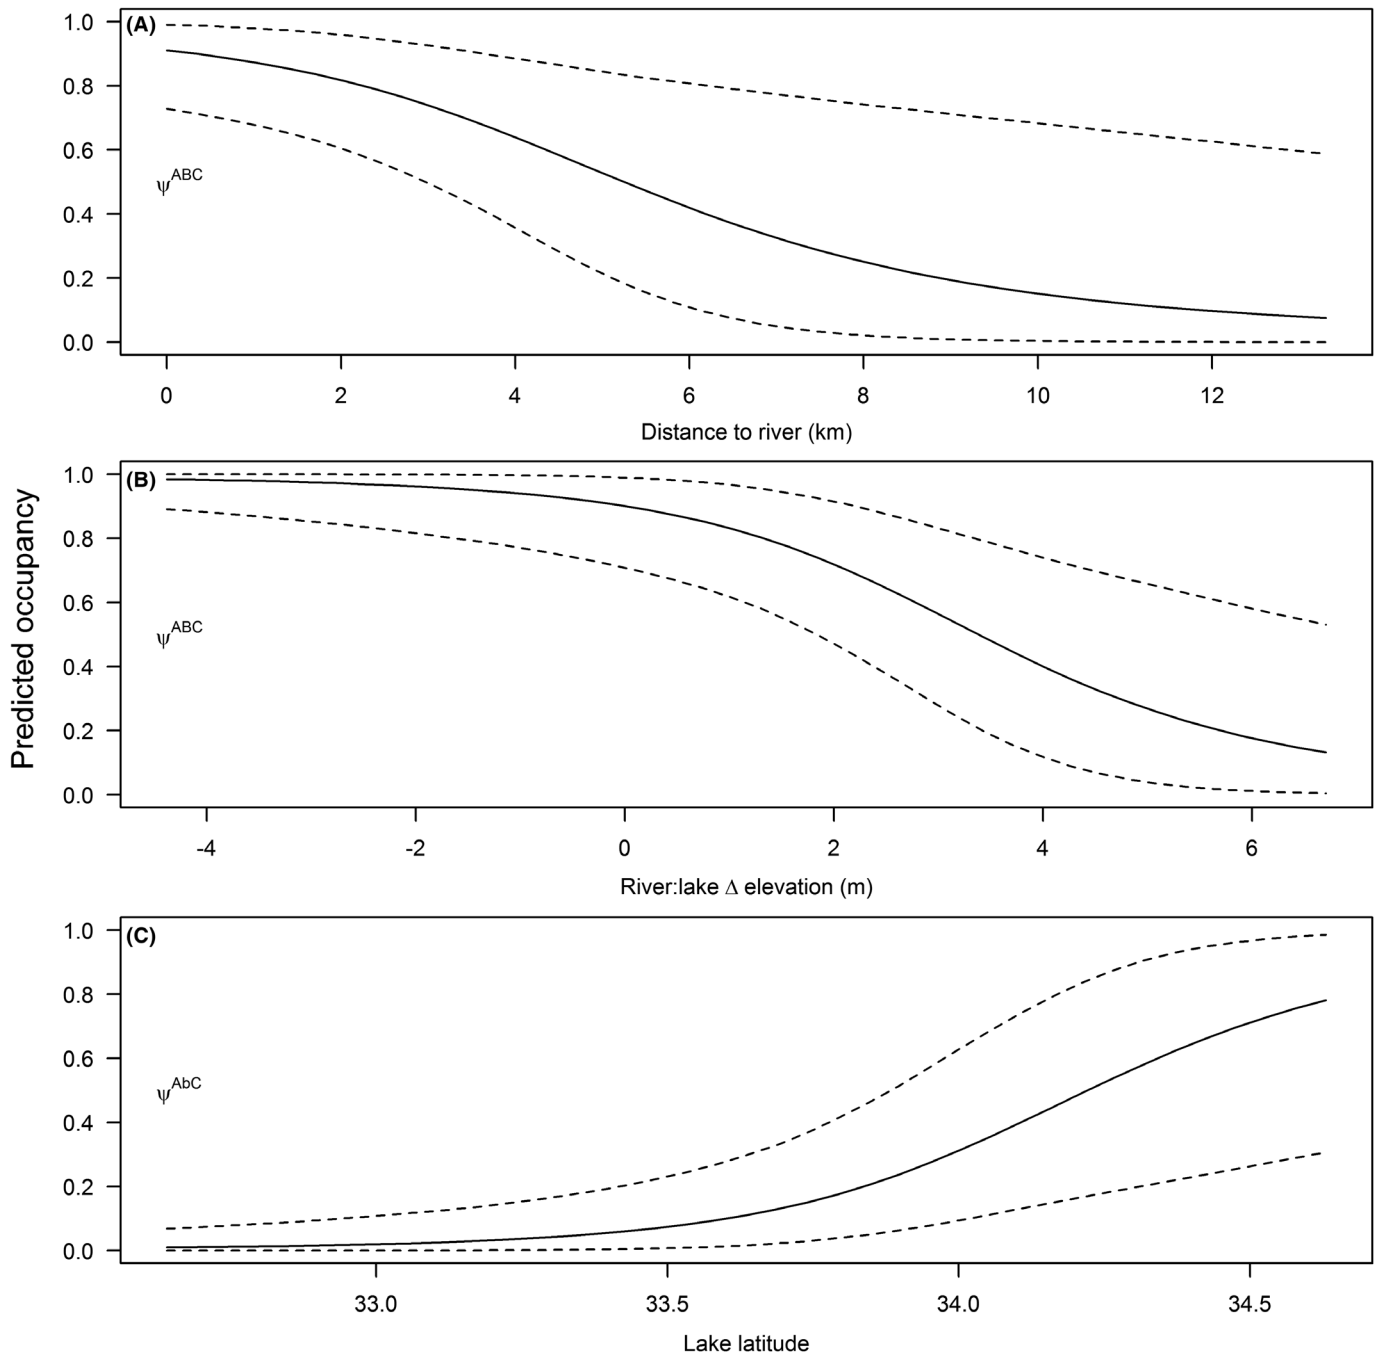 Predicted occupancy
(A)
1.0
0.8
0.6
0.4
0.2
0.0
ψ^ABC
0 2 4 6 8 10 12
Distance to river (km)
(B)
1.0
0.8
0.6
0.4
0.2
0.0
ψ^ABC
-4 -2 0 2 4 6
River:lake Δ elevation (m)
(C)
1.0
0.8
0.6
0.4
0.2
0.0
ψ^AbC
33.0 33.5 34.0 34.5
Lake latitude